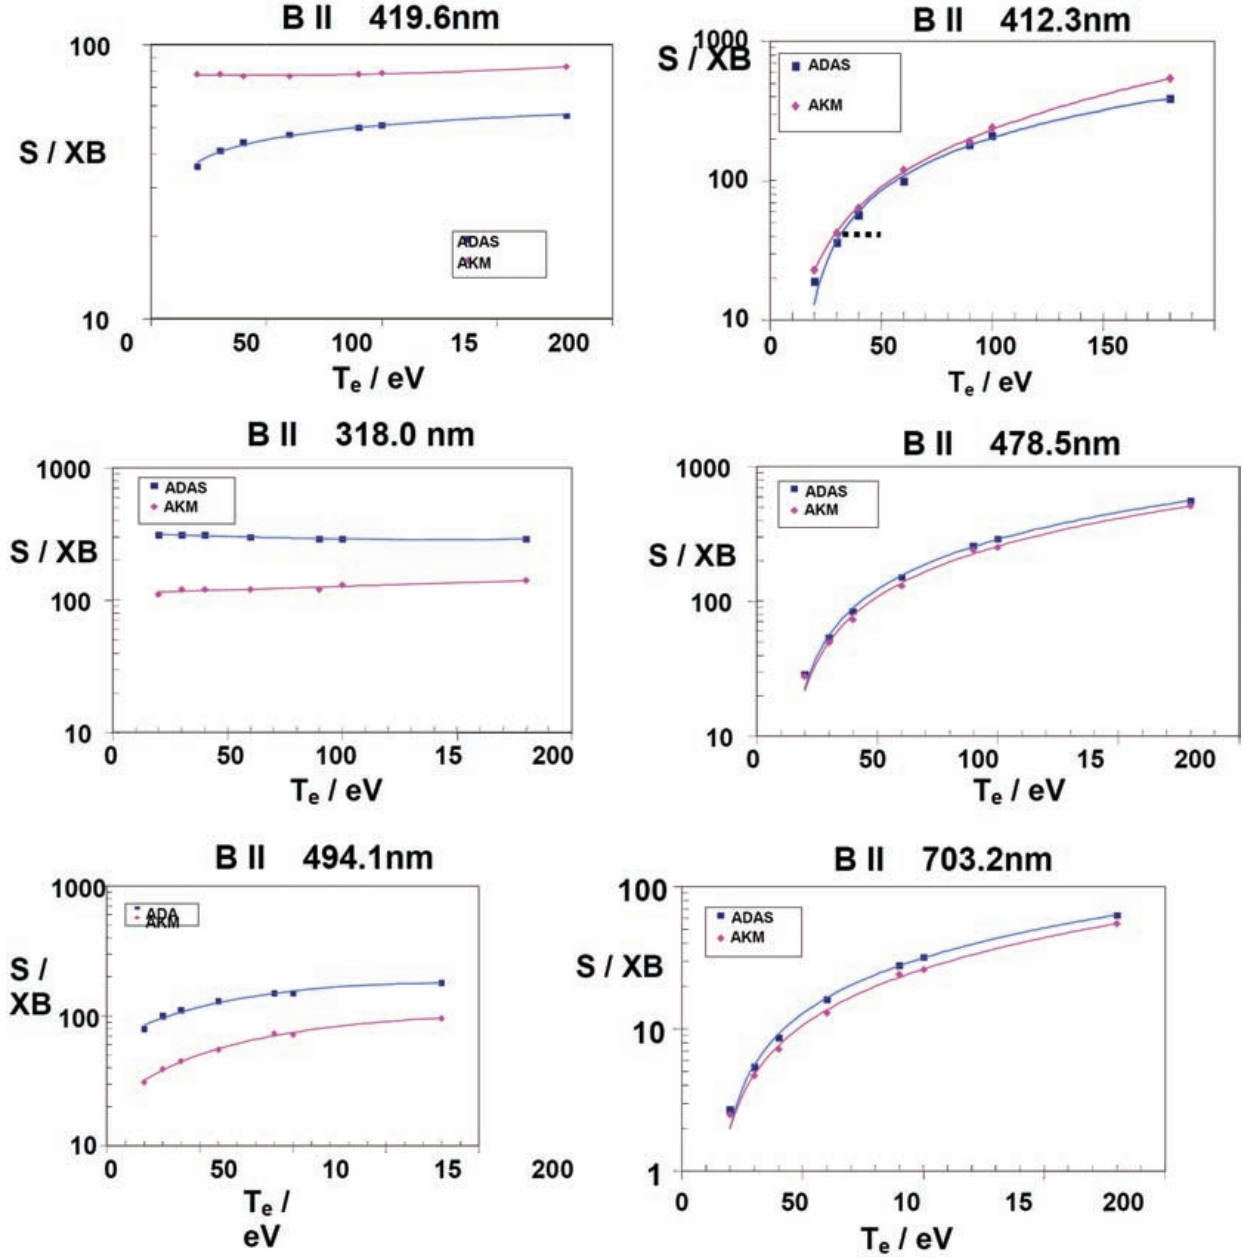 B II 419.6nm
100
S / XB
ADAS
AKM
10
0 50 100 15 200
Te / eV
B II 412.3nm
1000
S / XB
ADAS
AKM
100
10
0 50 100 150
Te / eV
B II 318.0 nm
1000
ADAS
AKM
S / XB
100
10
0 50 100 150 200
Te / eV
B II 478.5nm
1000
ADAS
AKM
S / XB
100
10
0 50 100 150 200
Te / eV
B II 494.1nm
1000
ADA
AKM
S /
XB
100
10
0 50 10 15 200
Te /
eV
B II 703.2nm
100
ADAS
AKM
S / XB
10
1
0 50 10 15 200
Te / eV